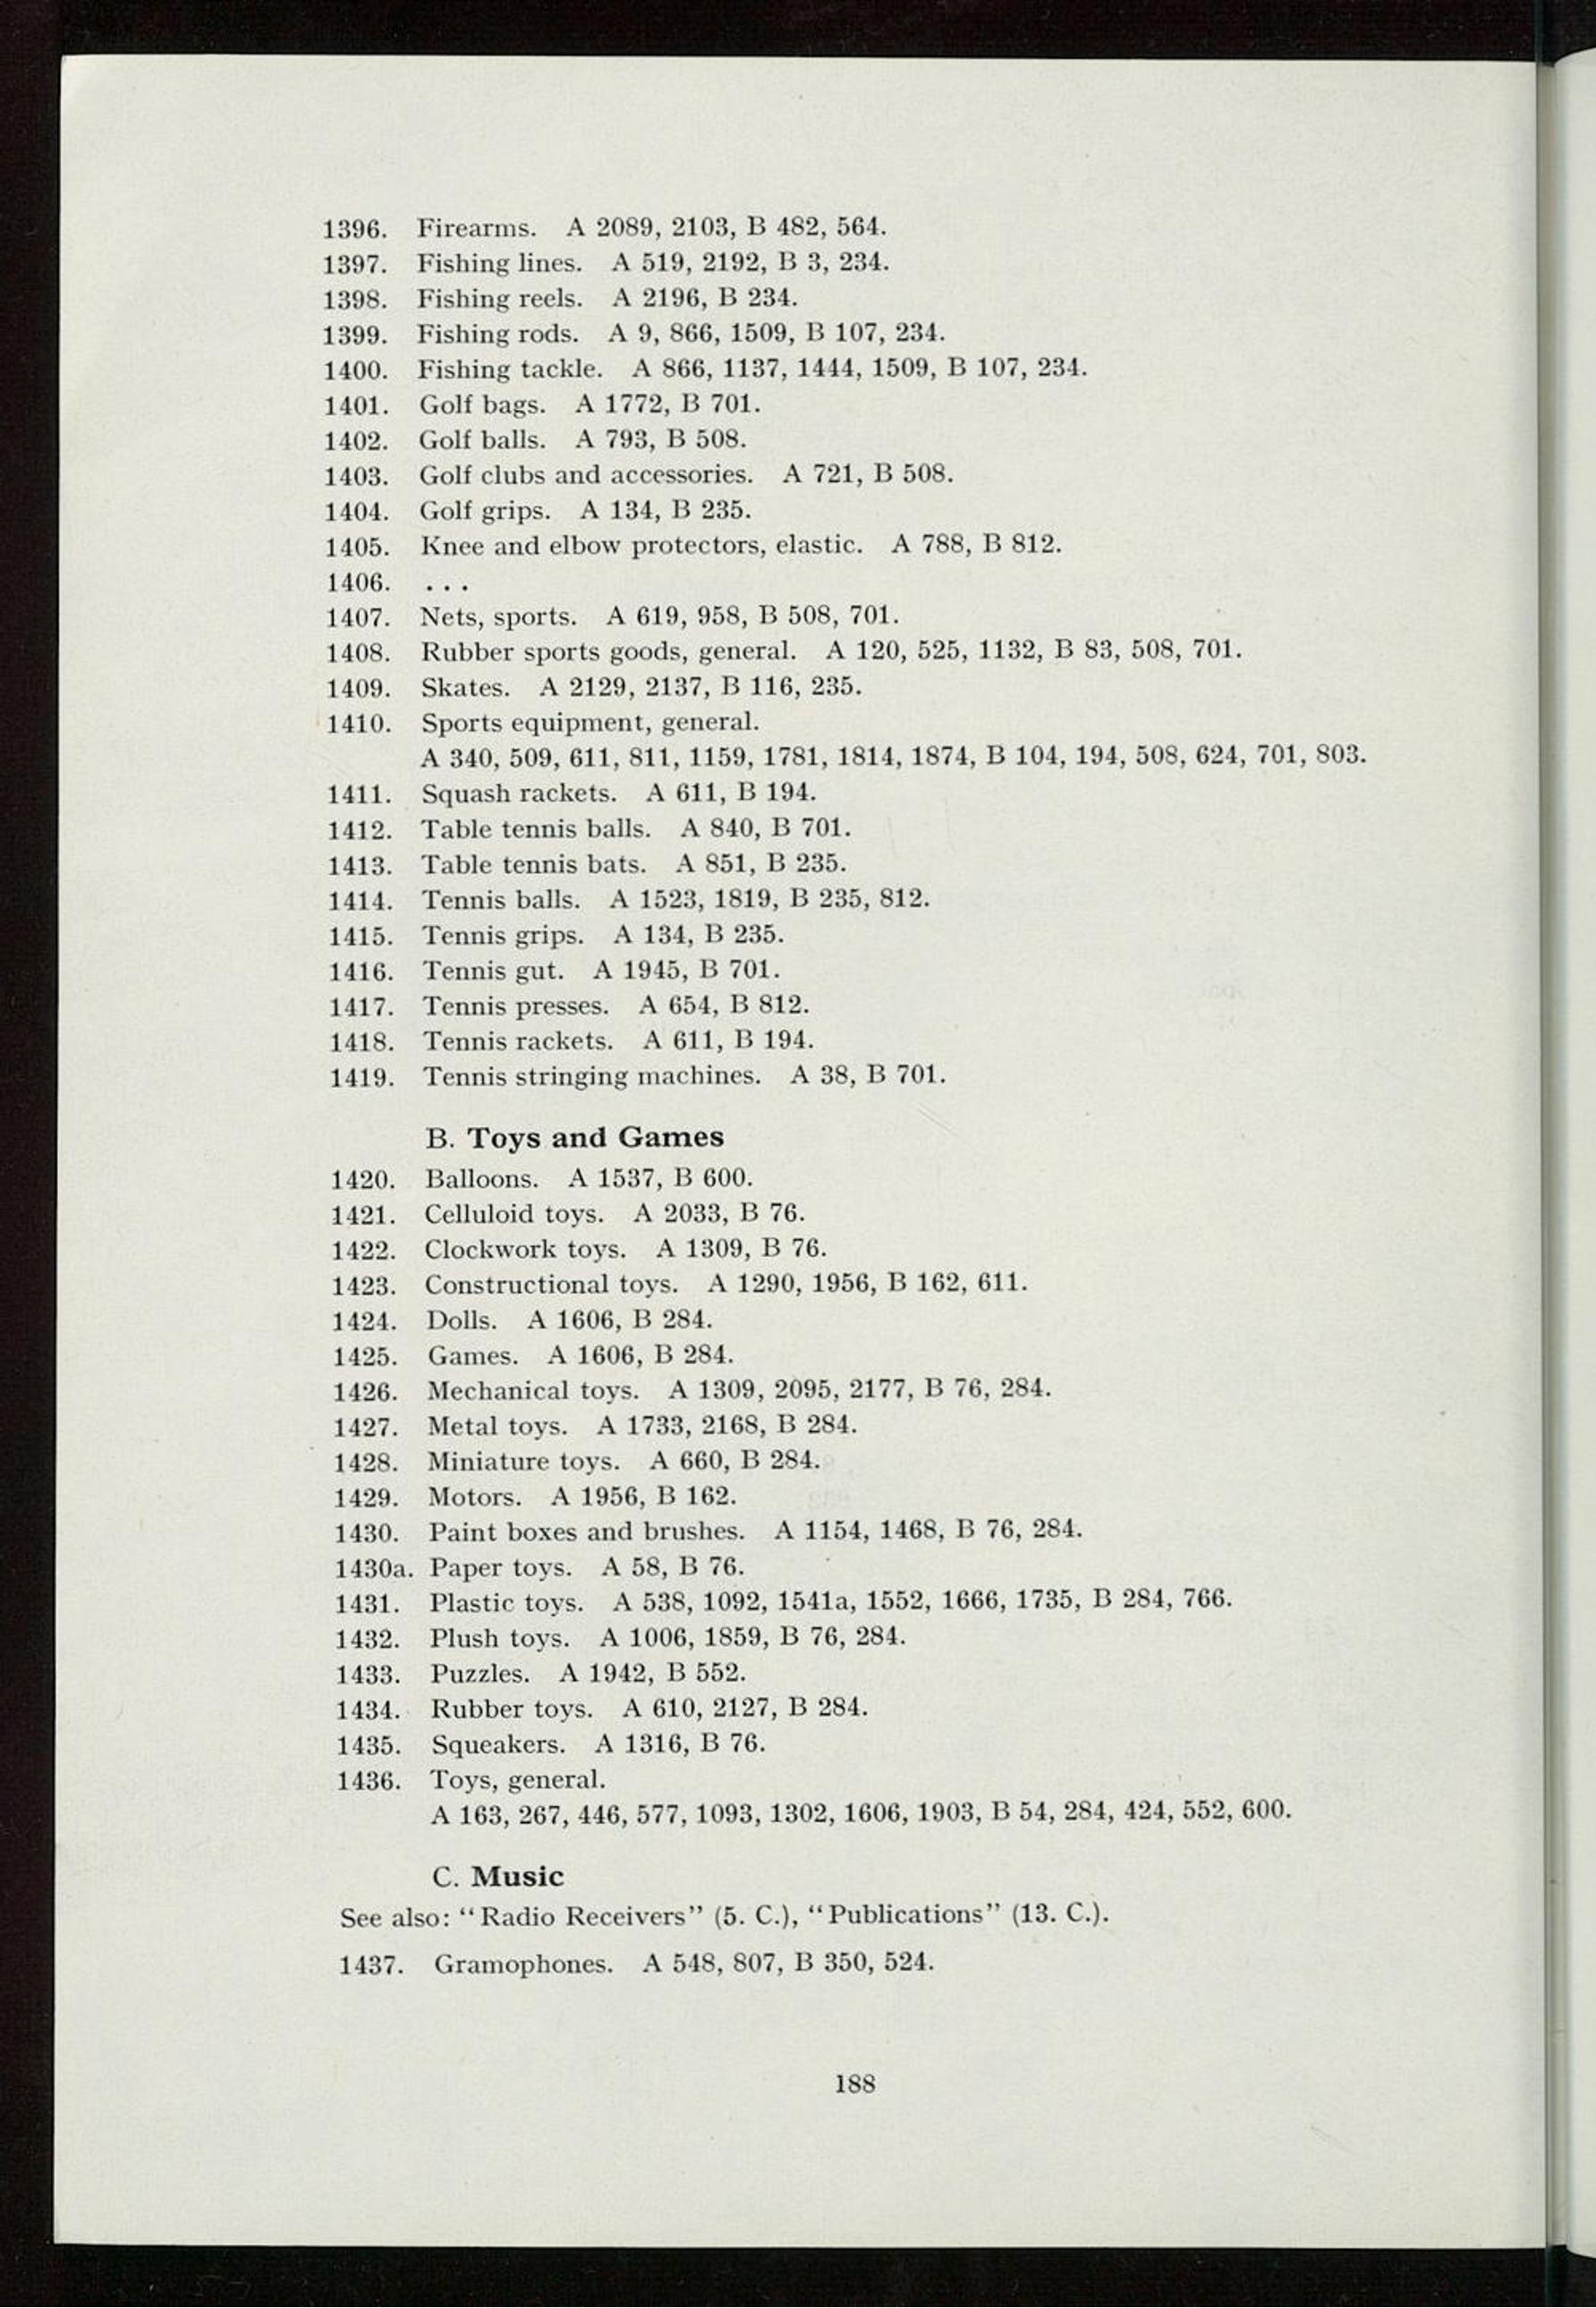 1396. Firearms. A 2089, 2103, B 482, 564.
1397. Fishing lines. A 519, 2192, B 3, 234.
1398. Fishing reels. A 2196, B 234.
1399. Fishing rods. A 9, 866, 1509, B 107, 234.
1400. Fishing tackle. A 866, 1137, 1444, 1509, B 107, 234.
1401. Golf bags. A 1772, B 701.
1402. Golf balls. A 793, B 508.
1403. Golf clubs and accessories. A 721, B 508.
1404. Golf grips. A 134, B 235.
1405. Knee and elbow protectors, elastic. A 788, B 812.
1406. . . .
1407. Nets, sports. A 619, 958, B 508, 701.
1408. Rubber sports goods, general. A 120, 525, 1132, B 83, 508, 701.
1409. Skates. A 2129, 2137, B 116, 235.
1410. Sports equipment, general.
A 340, 509, 611, 811, 1159, 1781, 1814, 1874, B 104, 194, 508, 624, 701, 803.
1411. Squash rackets. A 611, B 194.
1412. Table tennis balls. A 840, B 701.
1413. Table tennis bats. A 851, B 235.
1414. Tennis balls. A 1523, 1819, B 235, 812.
1415. Tennis grips. A 134, B 235.
1416. Tennis gut. A 1945, B 701.
1417. Tennis presses. A 654, B 812.
1418. Tennis rackets. A 611, B 194.
1419. Tennis stringing machines. A 38, B 701.
B. Toys and Games
1420. Balloons. A 1537, B 600.
1421. Celluloid toys. A 2033, B 76.
1422. Clockwork toys. A 1309, B 76.
1423. Constructional toys. A 1290, 1956, B 162, 611.
1424. Dolls. A 1606, B 284.
1425. Games. A 1606, B 284.
1426. Mechanical toys. A 1309, 2095, 2177, B 76, 284.
1427. Metal toys. A 1733, 2168, B 284.
1428. Miniature toys. A 660, B 284.
1429. Motors. A 1956, B 162.
1430. Paint boxes and brushes. A 1154, 1468, B 76, 284.
1430a. Paper toys. A 58, B 76.
1431. Plastic toys. A 538, 1092, 1541a, 1552, 1666, 1735, B 284, 766.
1432. Plush toys. A 1006, 1859, B 76, 284.
1433. Puzzles. A 1942, B 552.
1434. Rubber toys. A 610, 2127, B 284.
1435. Squeakers. A 1316, B 76.
1436. Toys, general.
A 163, 267, 446, 577, 1093, 1302, 1606, 1903, B 54, 284, 424, 552, 600.
C. Music
See also: “Radio Receivers” (5. C.), “Publications” (13. C.).
1437. Gramophones. A 548, 807, B 350, 524.
188